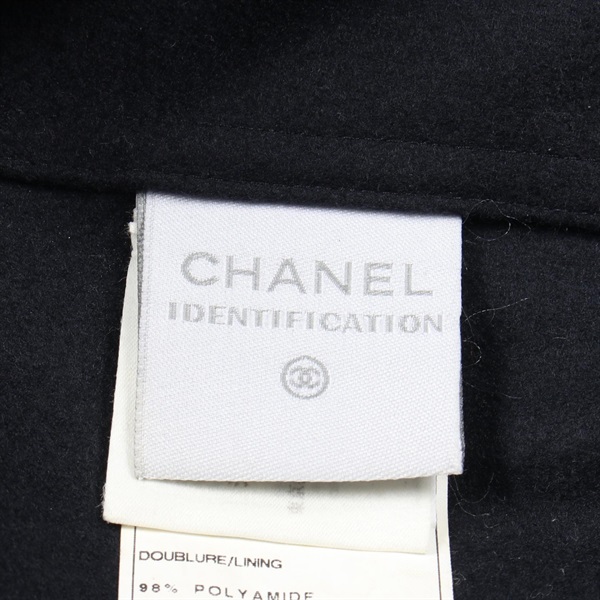 CHANEL
IDENTIFICATION
DOUBLURE/LINING
98% POLYAMIDE